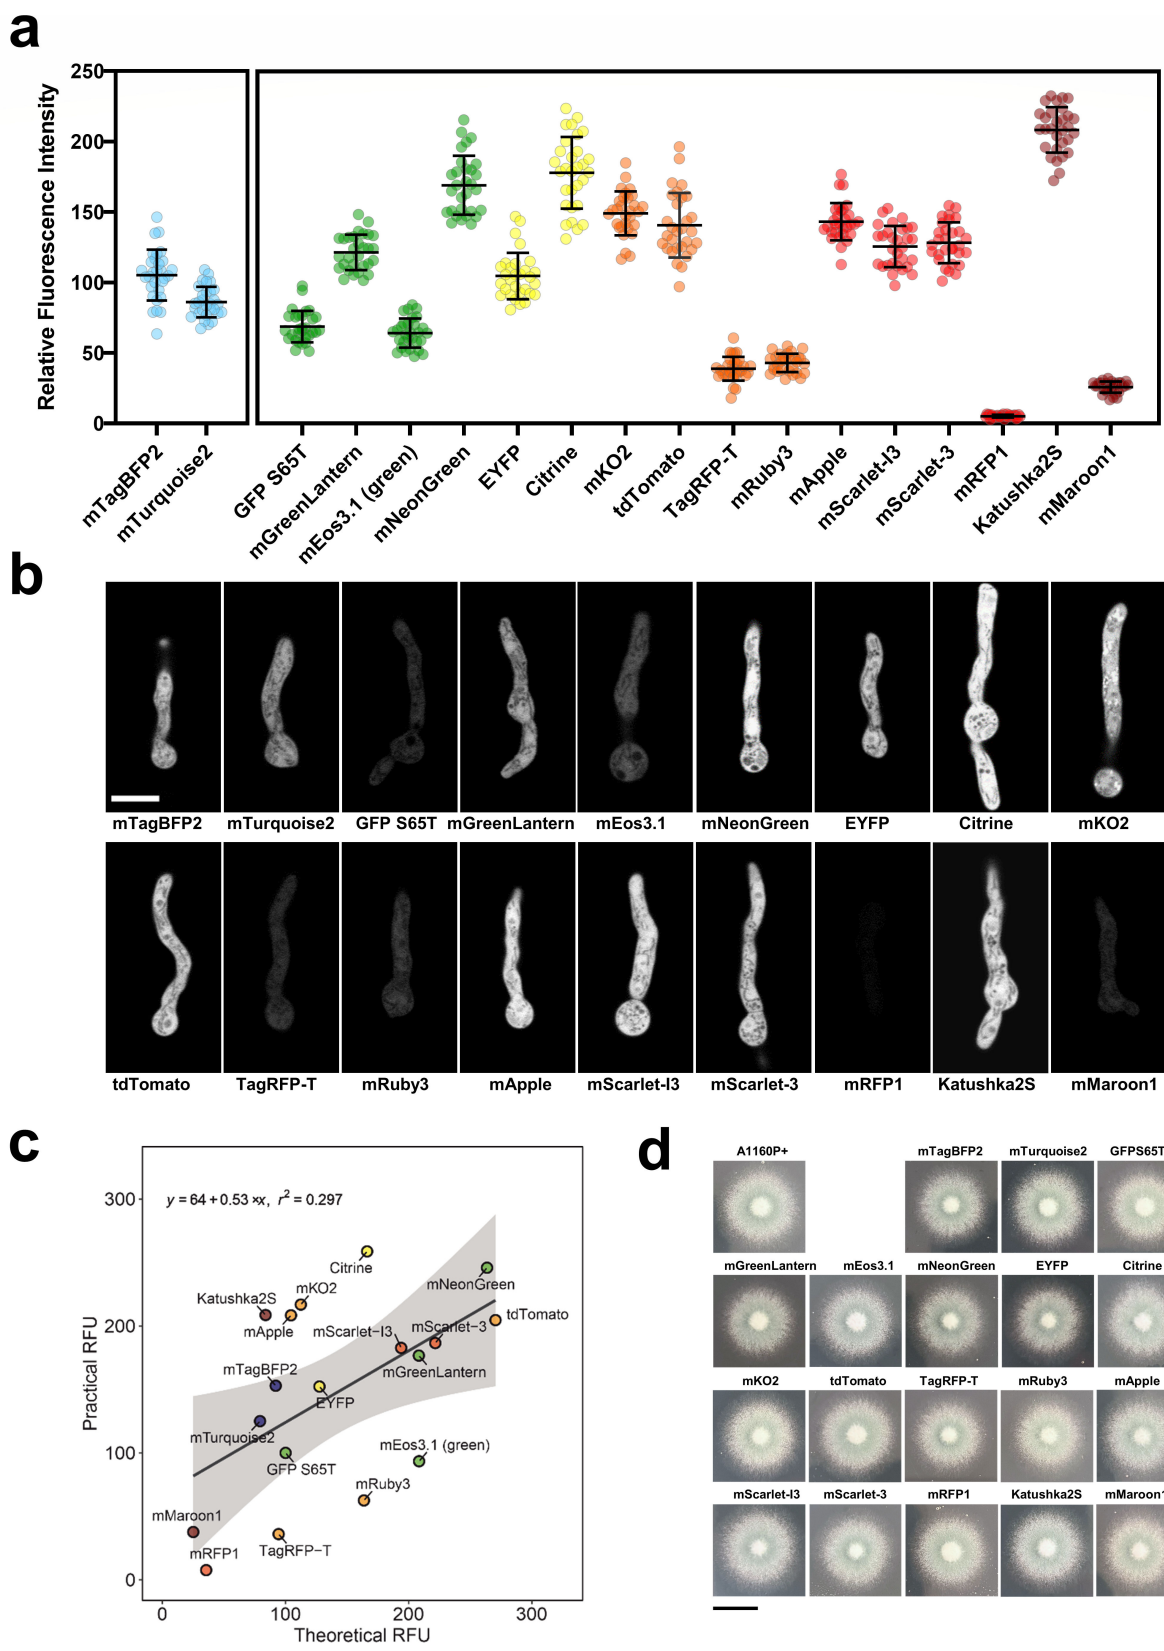 a
Relative Fluorescence Intensity
250
200
150
100
50
0
mTagBFP2
mTurquoise2
GFP S65T
mGreenLantern
mEos3.1 (green)
mNeonGreen
EYFP
Citrine
mKO2
tdTomato
TagRFP-T
mRuby3
mApple
mScarlet-I3
mScarlet-3
mRFP1
Katushka2S
mMaroon1
b
mTagBFP2 mTurquoise2 GFP S65T mGreenLantern mEos3.1 mNeonGreen EYFP Citrine mKO2
tdTomato TagRFP-T mRuby3 mApple mScarlet-I3 mScarlet-3 mRFP1 Katushka2S mMaroon1
c
Practical RFU
300
200
100
0
y = 64 + 0.53 ×x, r² = 0.297
Citrine
mNeonGreen
Katushka2S
mKO2
mApple
tdTomato
mScarlet−I3
mScarlet−3
mGreenLantern
mTagBFP2
EYFP
mTurquoise2
GFP S65T
mEos3.1 (green)
mRuby3
mMaroon1
mRFP1
TagRFP−T
0 100 200 300
Theoretical RFU
d
A1160P+ mTagBFP2 mTurquoise2 GFPS65T
mGreenLantern mEos3.1 mNeonGreen EYFP Citrine
mKO2 tdTomato TagRFP-T mRuby3 mApple
mScarlet-I3 mScarlet-3 mRFP1 Katushka2S mMaroon1